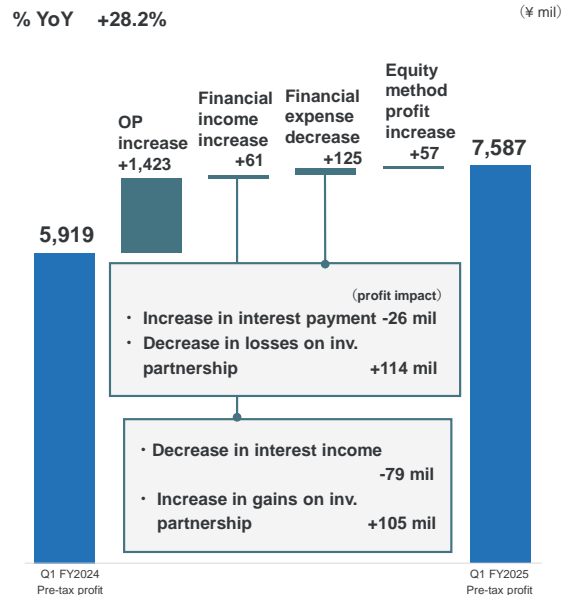 % YoY +28.2%
（¥ mil）
OP
increase
+1,423
Financial
income
increase
+61
Financial
expense
decrease
+125
Equity
method
profit
increase
+57
7,587
5,919
（profit impact）
・ Increase in interest payment -26 mil
・ Decrease in losses on inv.
partnership +114 mil
・Decrease in interest income
-79 mil
・ Increase in gains on inv.
partnership +105 mil
Q1 FY2024
Pre-tax profit
Q1 FY2025
Pre-tax profit